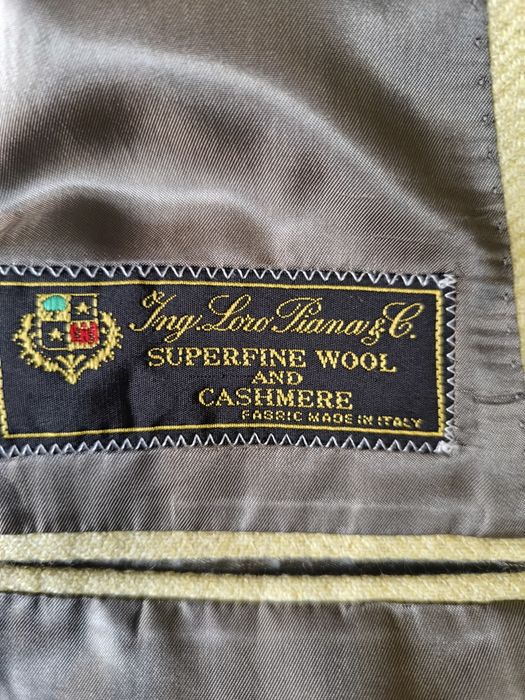 Ing. Loro Piana & C.
SUPERFINE WOOL
AND
CASHMERE
FABRIC MADE IN ITALY